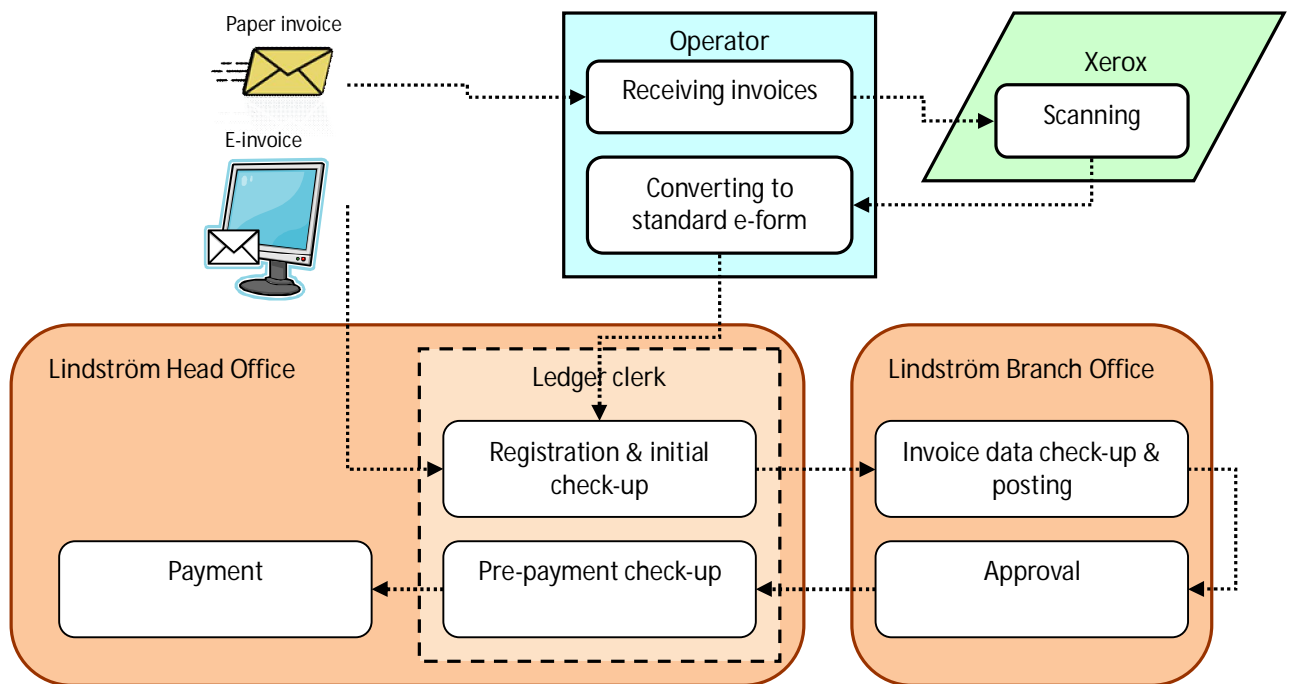 Paper invoice
Operator
Xerox
Receiving invoices
Scanning
E-invoice
Converting to
standard e-form
Lindström Head Office
Ledger clerk
Lindström Branch Office
Registration & initial
check-up
Invoice data check-up &
posting
Payment
Pre-payment check-up
Approval